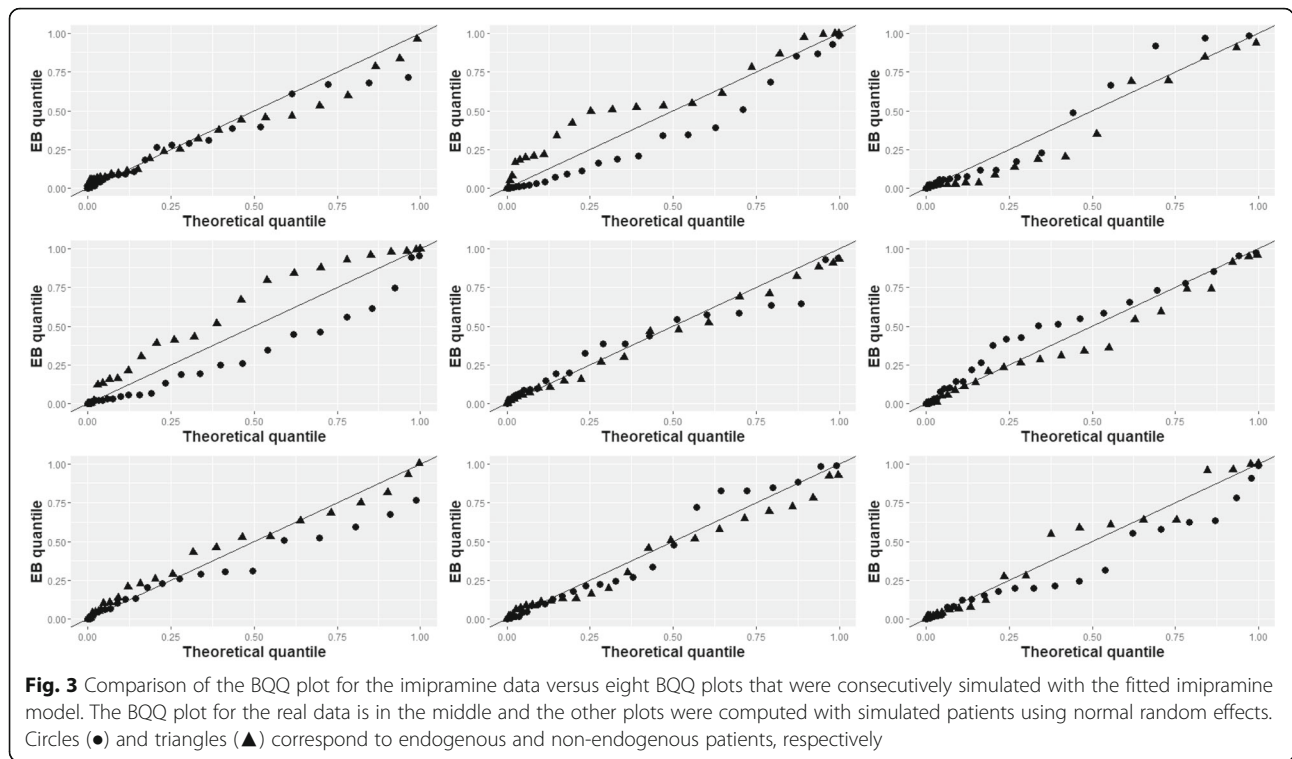 EB quantile
1.00
0.75
0.50
0.25
0.00
0.00 0.25 0.50 0.75 1.00
Theoretical quantile
EB quantile
1.00
0.75
0.50
0.25
0.00
0.00 0.25 0.50 0.75 1.00
Theoretical quantile
EB quantile
1.00
0.75
0.50
0.25
0.00
0.00 0.25 0.50 0.75 1.00
Theoretical quantile
EB quantile
1.00
0.75
0.50
0.25
0.00
0.00 0.25 0.50 0.75 1.00
Theoretical quantile
EB quantile
1.00
0.75
0.50
0.25
0.00
0.00 0.25 0.50 0.75 1.00
Theoretical quantile
EB quantile
1.00
0.75
0.50
0.25
0.00
0.00 0.25 0.50 0.75 1.00
Theoretical quantile
EB quantile
1.00
0.75
0.50
0.25
0.00
0.00 0.25 0.50 0.75 1.00
Theoretical quantile
EB quantile
1.00
0.75
0.50
0.25
0.00
0.00 0.25 0.50 0.75 1.00
Theoretical quantile
EB quantile
1.00
0.75
0.50
0.25
0.00
0.00 0.25 0.50 0.75 1.00
Theoretical quantile
Fig. 3 Comparison of the BQQ plot for the imipramine data versus eight BQQ plots that were consecutively simulated with the fitted imipramine
model. The BQQ plot for the real data is in the middle and the other plots were computed with simulated patients using normal random effects.
Circles (●) and triangles (▲) correspond to endogenous and non-endogenous patients, respectively